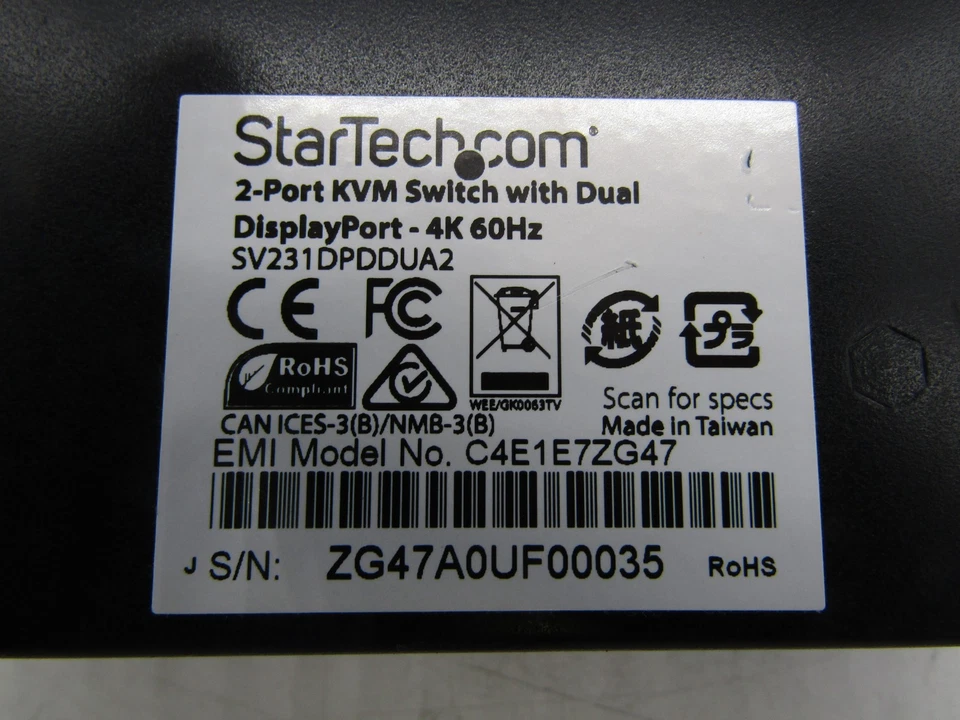 StarTech.com
2-Port KVM Switch with Dual
DisplayPort - 4K 60Hz
SV231DPDDUA2
CE FC
紙 プラ
RoHS
Compliant
WEE/GK0063TV
Scan for specs
CAN ICES-3(B)/NMB-3(B)
Made in Taiwan
EMI Model No. C4E1E7ZG47
J S/N: ZG47A0UF00035 RoHS